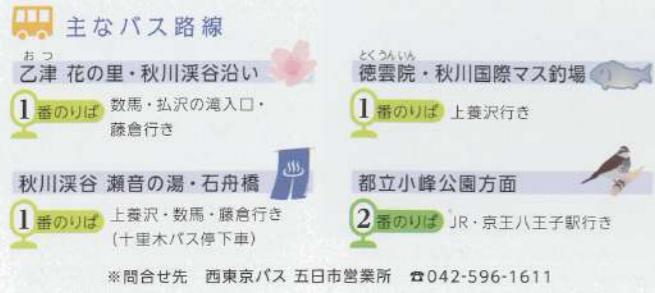 主なバス路線
おつ
乙津 花の里・秋川渓谷沿い
1番のりば 数馬・払沢の滝入口・
藤倉行き
とくうんいん
徳雲院・秋川国際マス釣場
1番のりば 上養沢行き
秋川渓谷 瀬音の湯・石舟橋
1番のりば 上養沢・数馬・藤倉行き
(十里木バス停下車)
都立小峰公園方面
2番のりば JR・京王八王子駅行き
※問合せ先 西東京バス 五日市営業所 ☎042-596-1611